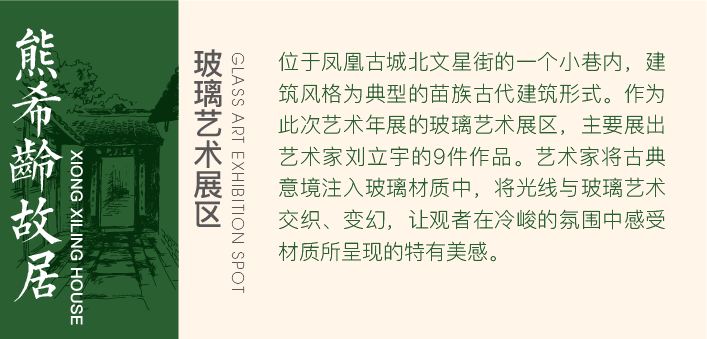 熊希齡故居
XIONG XILING HOUSE
玻璃艺术展区
GLASS ART EXHIBITION SPOT
位于凤凰古城北文星街的一个小巷内，建
筑风格为典型的苗族古代建筑形式。作为
此次艺术年展的玻璃艺术展区，主要展出
艺术家刘立宇的9件作品。艺术家将古典
意境注入玻璃材质中，将光线与玻璃艺术
交织、变幻，让观者在冷峻的氛围中感受
材质所呈现的特有美感。